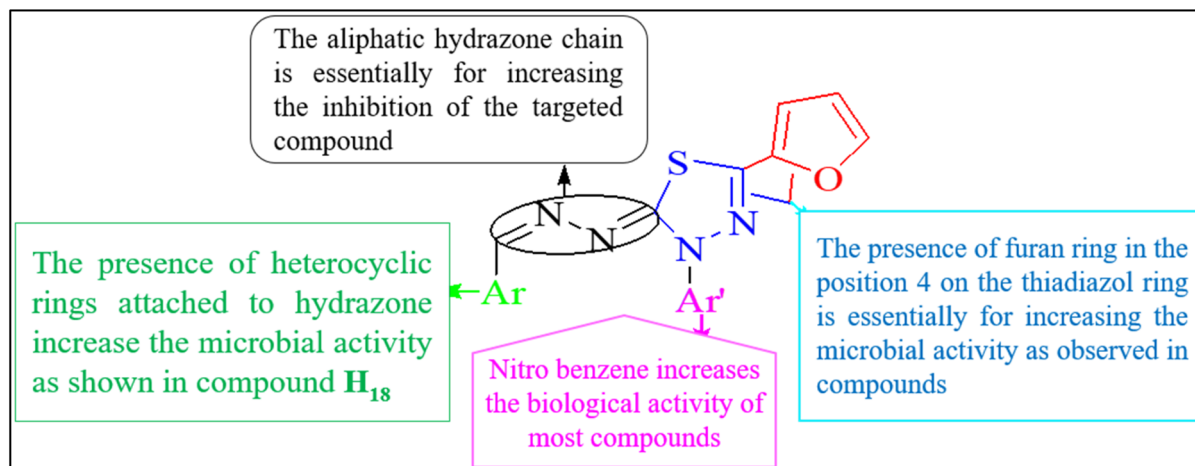 The aliphatic hydrazone chain
is essentially for increasing
the inhibition of the targeted
compound
S
O
N
N
N
N
Ar
Ar'
The presence of heterocyclic
rings attached to hydrazone
increase the microbial activity
as shown in compound H₁₈
Nitro benzene increases
the biological activity of
most compounds
The presence of furan ring in the
position 4 on the thiadiazol ring
is essentially for increasing the
microbial activity as observed in
compounds